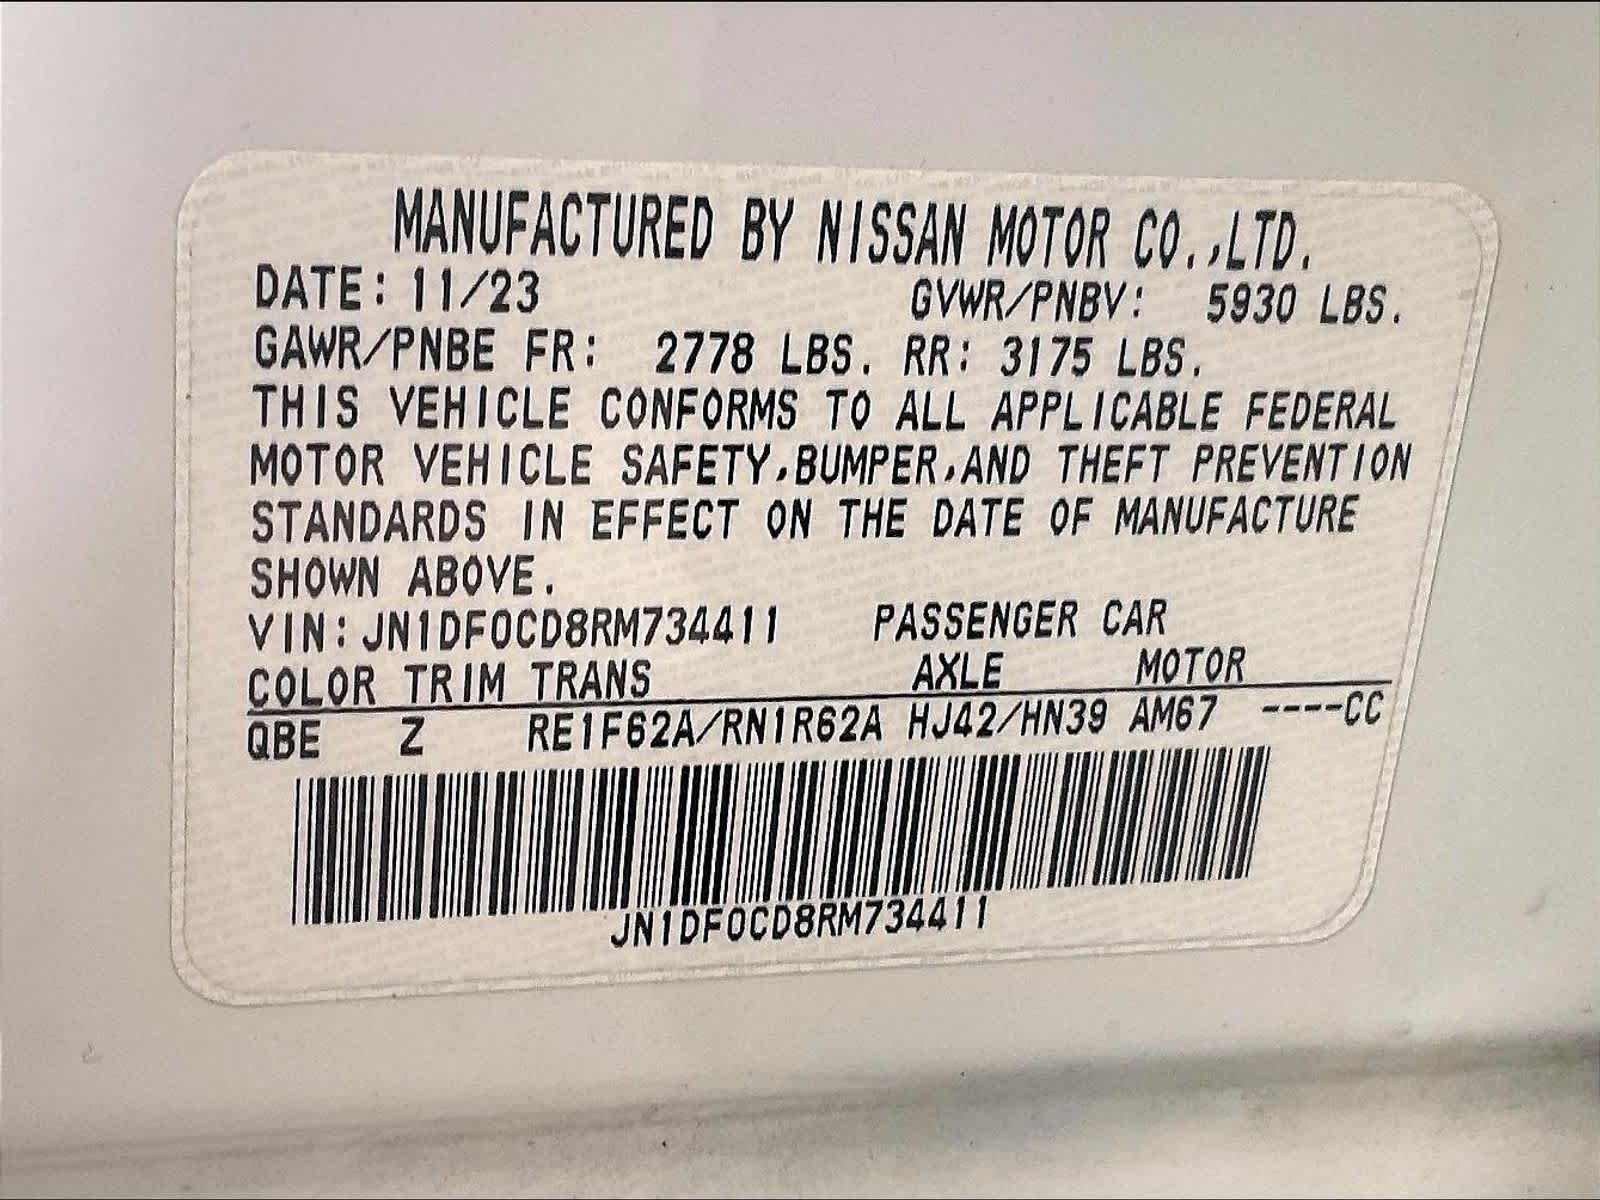 MANUFACTURED BY NISSAN MOTOR CO.,LTD.
DATE: 11/23 GVWR/PNBV: 5930 LBS.
GAWR/PNBE FR: 2778 LBS. RR: 3175 LBS.
THIS VEHICLE CONFORMS TO ALL APPLICABLE FEDERAL
MOTOR VEHICLE SAFETY,BUMPER,AND THEFT PREVENTION
STANDARDS IN EFFECT ON THE DATE OF MANUFACTURE
SHOWN ABOVE.
VIN: JN1DF0CD8RM734411 PASSENGER CAR
COLOR TRIM TRANS AXLE MOTOR
QBE Z RE1F62A/RN1R62A HJ42/HN39 AM67 ----CC
JN1DF0CD8RM734411